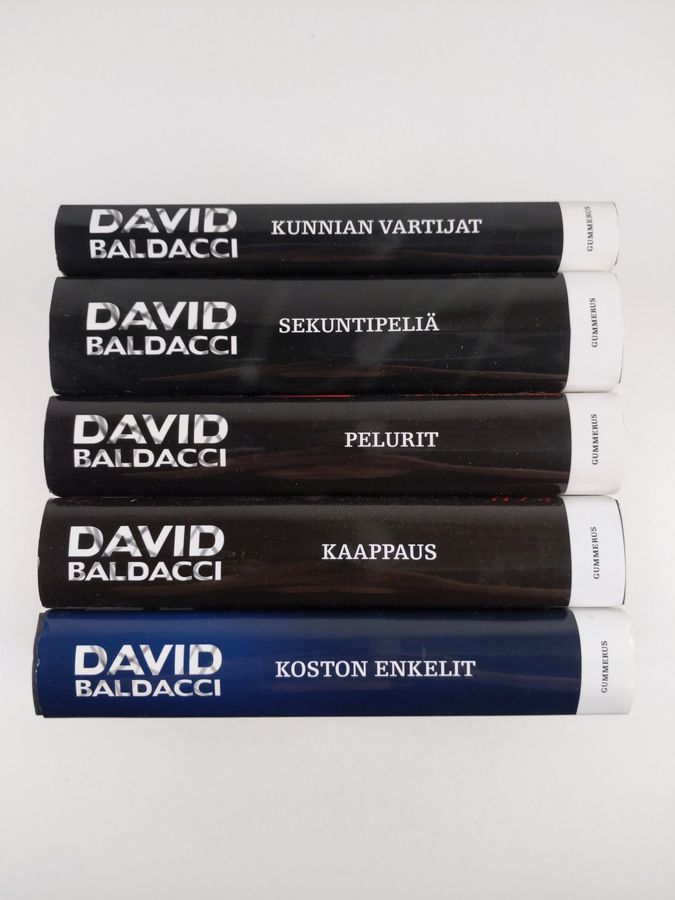 DAVID
BALDACCI
KUNNIAN VARTIJAT
GUMMERUS
DAVID
BALDACCI
SEKUNTIPELIÄ
GUMMERUS
DAVID
BALDACCI
PELURIT
GUMMERUS
DAVID
BALDACCI
KAAPPAUS
GUMMERUS
DAVID
BALDACCI
KOSTON ENKELIT
GUMMERUS